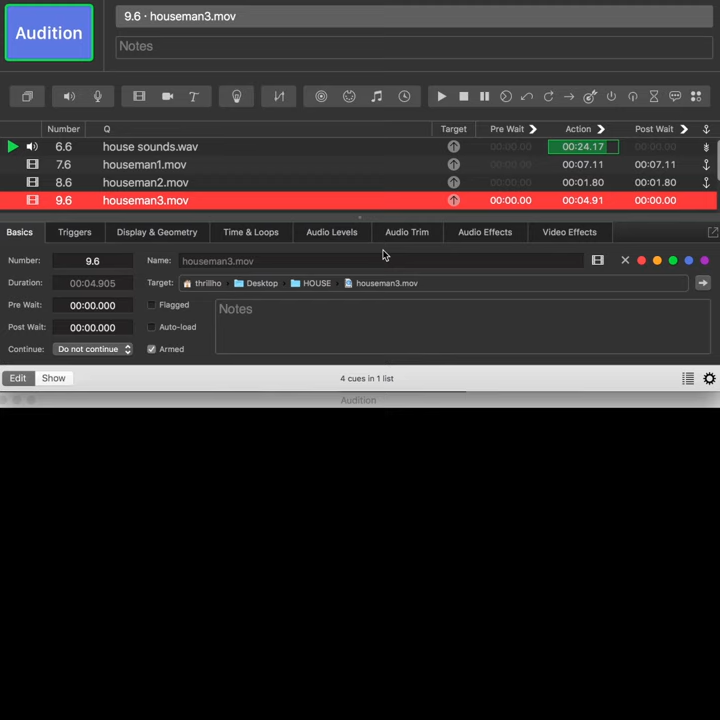 Audition
9.6 · houseman3.mov
Notes
T
Number Q Target Pre Wait Action Post Wait
6.6 house sounds.wav 00:00.00 00:24.17 00:00.00
7.6 houseman1.mov 00:00.00 00:07.11 00:07.11
8.6 houseman2.mov 00:00.00 00:01.80 00:01.80
9.6 houseman3.mov 00:00.00 00:04.91 00:00.00
Basics Triggers Display & Geometry Time & Loops Audio Levels Audio Trim Audio Effects Video Effects
Number: 9.6 Name: houseman3.mov
Duration: 00:04.905 Target: thrillho Desktop HOUSE houseman3.mov
Pre Wait: 00:00.000 Flagged Notes
Post Wait: 00:00.000 Auto-load
Continue: Do not continue Armed
Edit Show 4 cues in 1 list
Audition